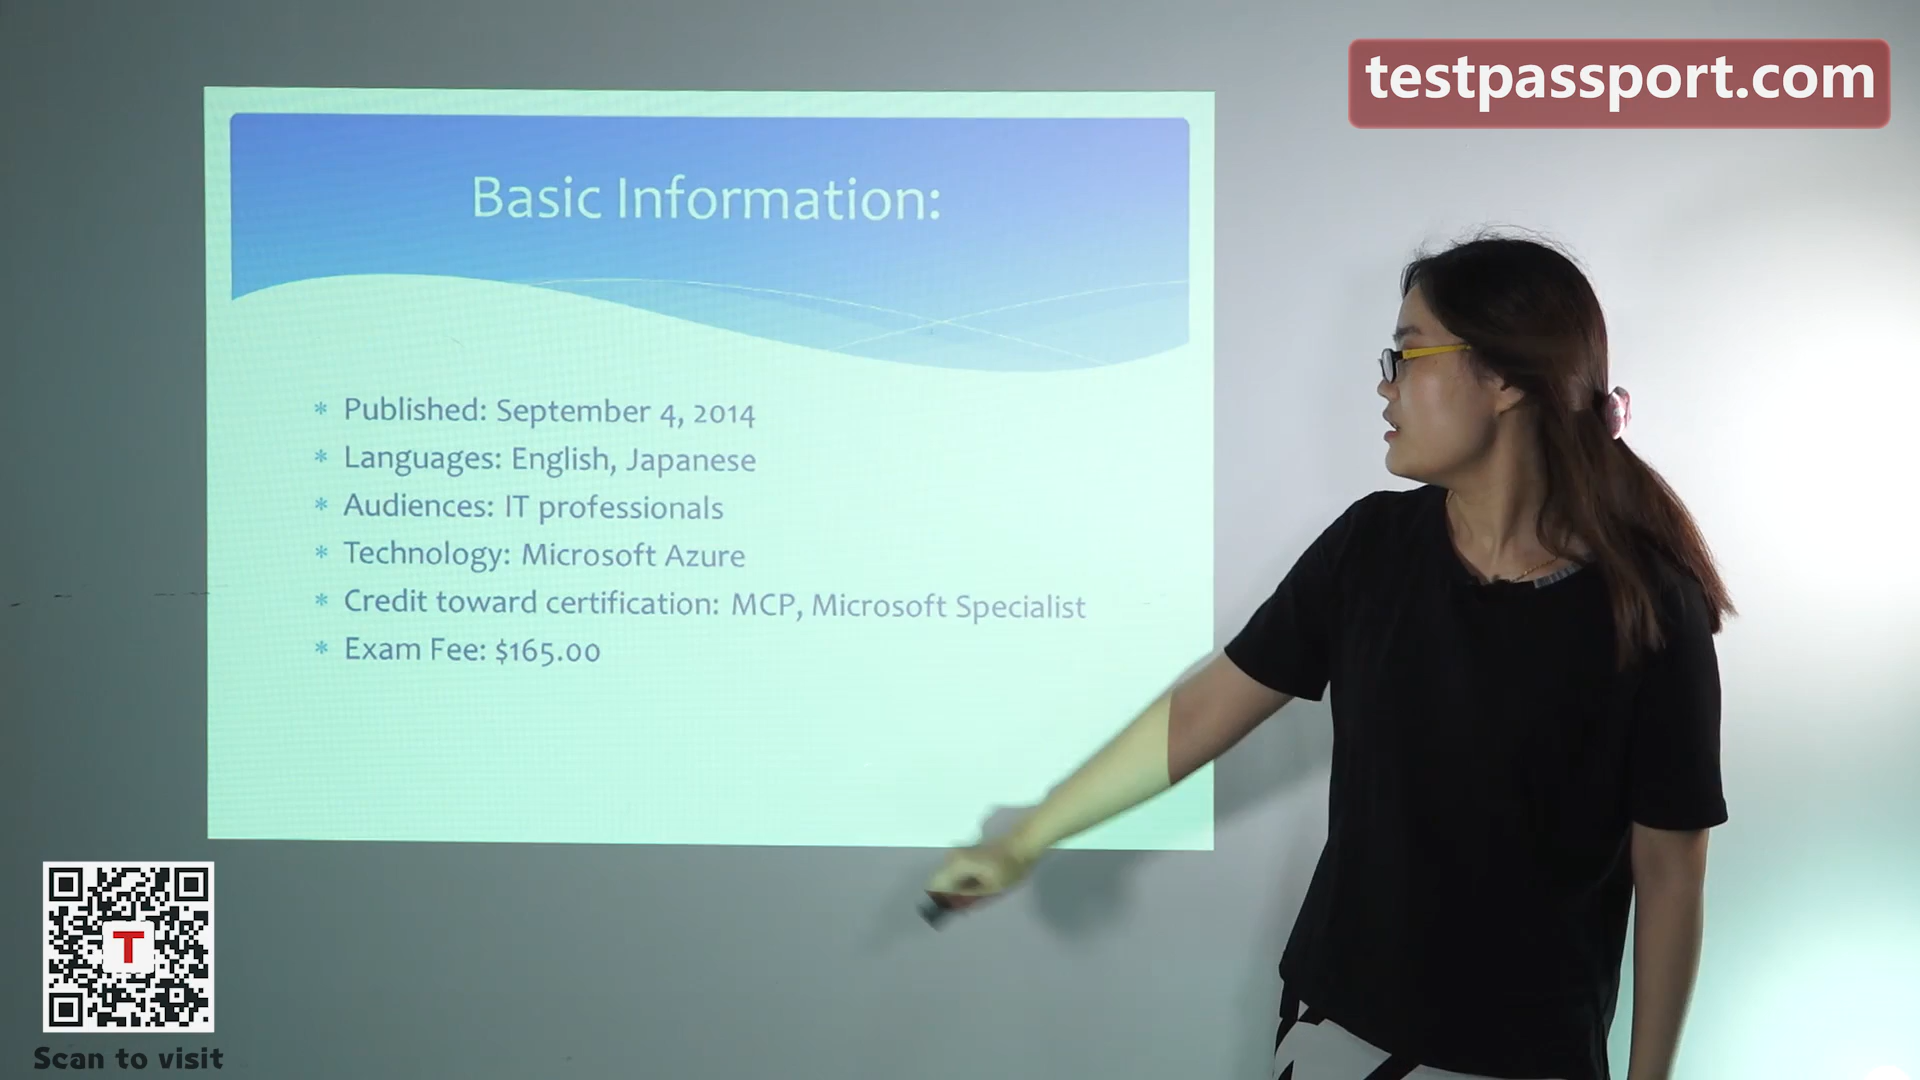 testpassport.com
Basic Information:
* Published: September 4, 2014
* Languages: English, Japanese
* Audiences: IT professionals
* Technology: Microsoft Azure
* Credit toward certification: MCP, Microsoft Specialist
* Exam Fee: $165.00
T
Scan to visit